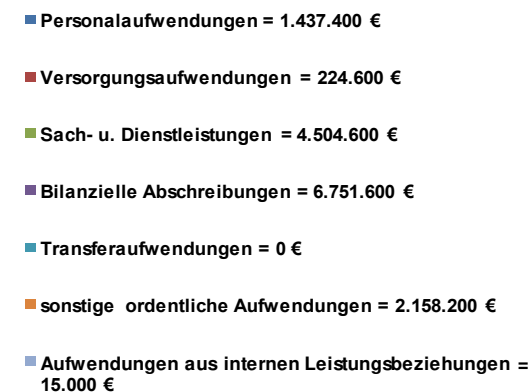 Personalaufwendungen = 1.437.400 €
Versorgungsaufwendungen = 224.600 €
Sach- u. Dienstleistungen = 4.504.600 €
Bilanzielle Abschreibungen = 6.751.600 €
Transferaufwendungen = 0 €
sonstige ordentliche Aufwendungen = 2.158.200 €
Aufwendungen aus internen Leistungsbeziehungen =
15.000 €